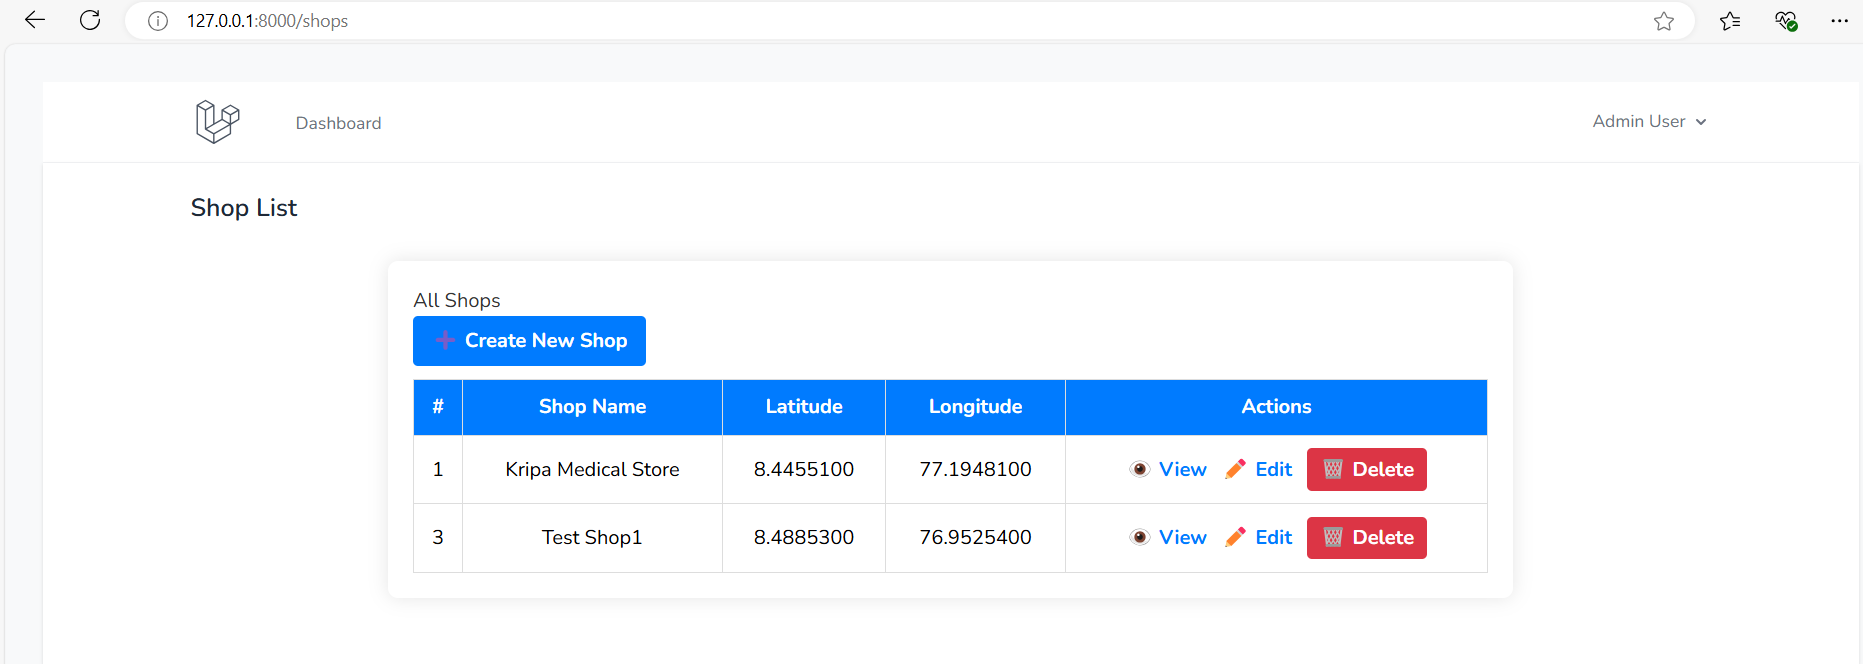 127.0.0.1:8000/shops
Dashboard
Admin User
Shop List
All Shops
Create New Shop
# Shop Name Latitude Longitude Actions
1 Kripa Medical Store 8.4455100 77.1948100 View Edit Delete
3 Test Shop1 8.4885300 76.9525400 View Edit Delete